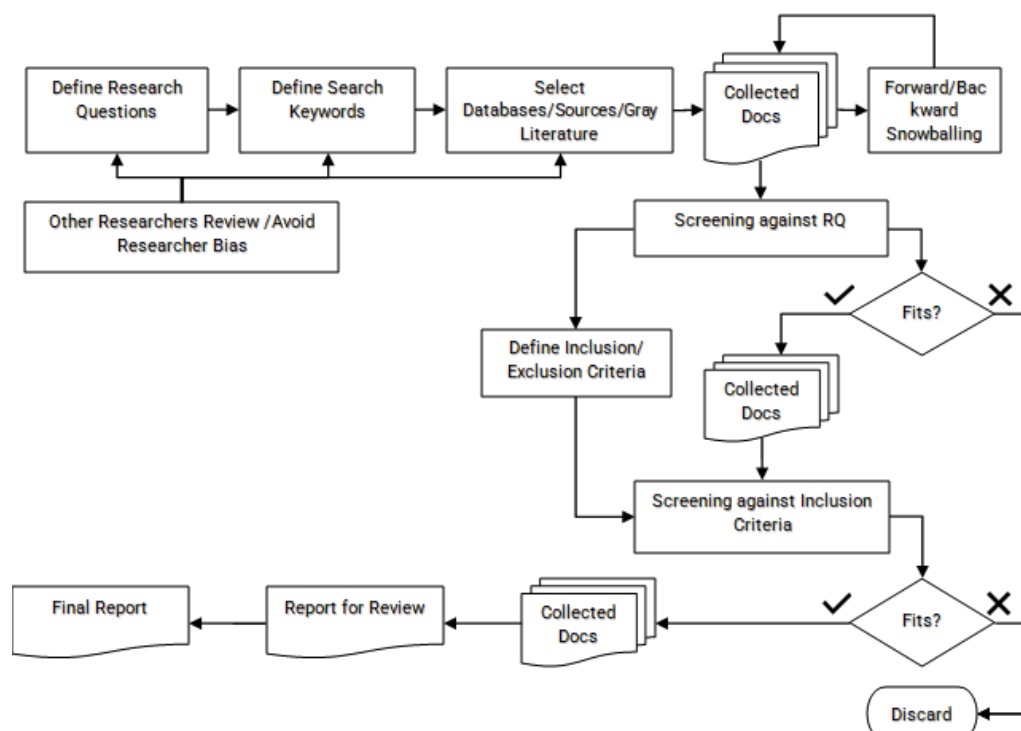 Define Research
Questions
Define Search
Keywords
Select
Databases/Sources/Gray
Literature
Collected
Docs
Forward/Bac
kward
Snowballing
Other Researchers Review /Avoid
Researcher Bias
Screening against RQ
Fits?
Define Inclusion/
Exclusion Criteria
Collected
Docs
Screening against Inclusion
Criteria
Fits?
Collected
Docs
Report for Review
Final Report
Discard